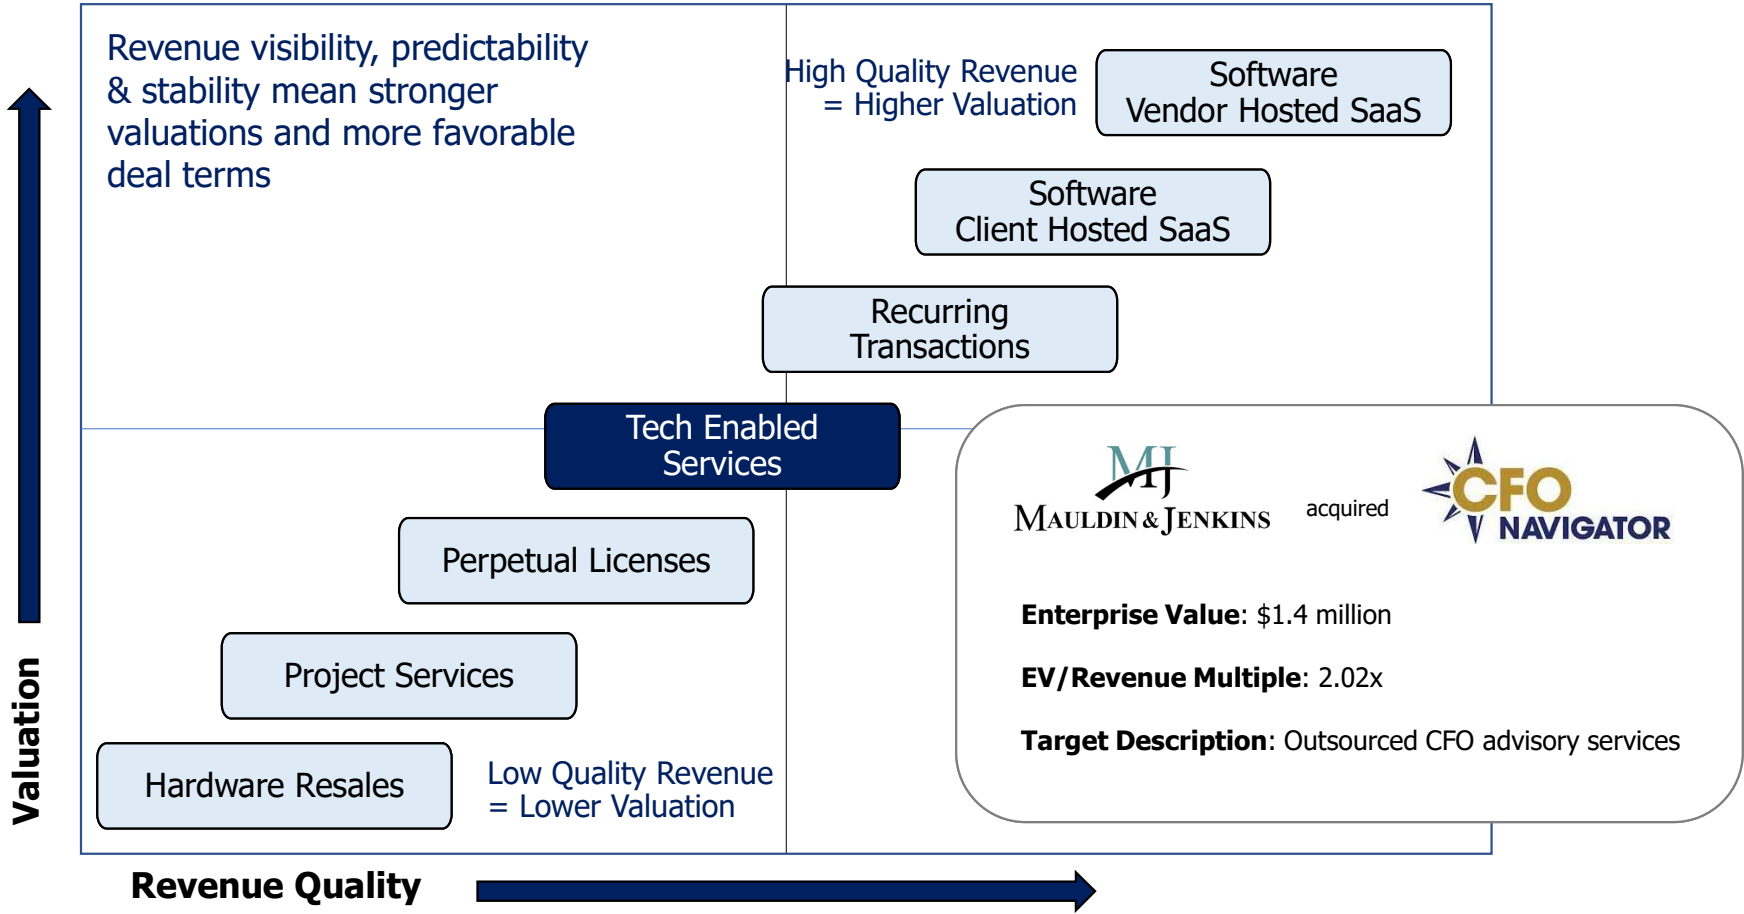 Revenue visibility, predictability
& stability mean stronger
valuations and more favorable
deal terms
High Quality Revenue
= Higher Valuation
Software
Vendor Hosted SaaS
Software
Client Hosted SaaS
Recurring
Transactions
Tech Enabled
Services
Perpetual Licenses
Project Services
Hardware Resales
Low Quality Revenue
= Lower Valuation
MJ
MAULDIN & JENKINS
acquired
CFO
NAVIGATOR
Enterprise Value: $1.4 million
EV/Revenue Multiple: 2.02x
Target Description: Outsourced CFO advisory services
Valuation
Revenue Quality